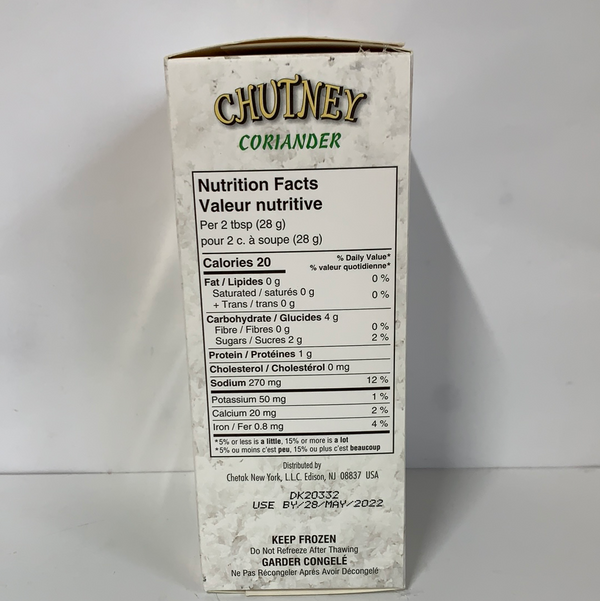 CHUTNEY
CORIANDER
Nutrition Facts
Valeur nutritive
Per 2 tbsp (28 g)
pour 2 c. à soupe (28 g)
Calories 20
% Daily Value*
% valeur quotidienne*
Fat / Lipides 0 g 0 %
Saturated / saturés 0 g
+ Trans / trans 0 g 0 %
Carbohydrate / Glucides 4 g
Fibre / Fibres 0 g 0 %
Sugars / Sucres 2 g 2 %
Protein / Protéines 1 g
Cholesterol / Cholestérol 0 mg
Sodium 270 mg 12 %
Potassium 50 mg 1 %
Calcium 20 mg 2 %
Iron / Fer 0.8 mg 4 %
*5% or less is a little, 15% or more is a lot
*5% ou moins c'est peu, 15% ou plus c'est beaucoup
Distributed by
Chetak New York, L.L.C. Edison, NJ 08837 USA
DK20332
USE BY/28/MAY/2022
KEEP FROZEN
Do Not Refreeze After Thawing
GARDER CONGELÉ
Ne Pas Récongeler Aprés Avoir Décongelé